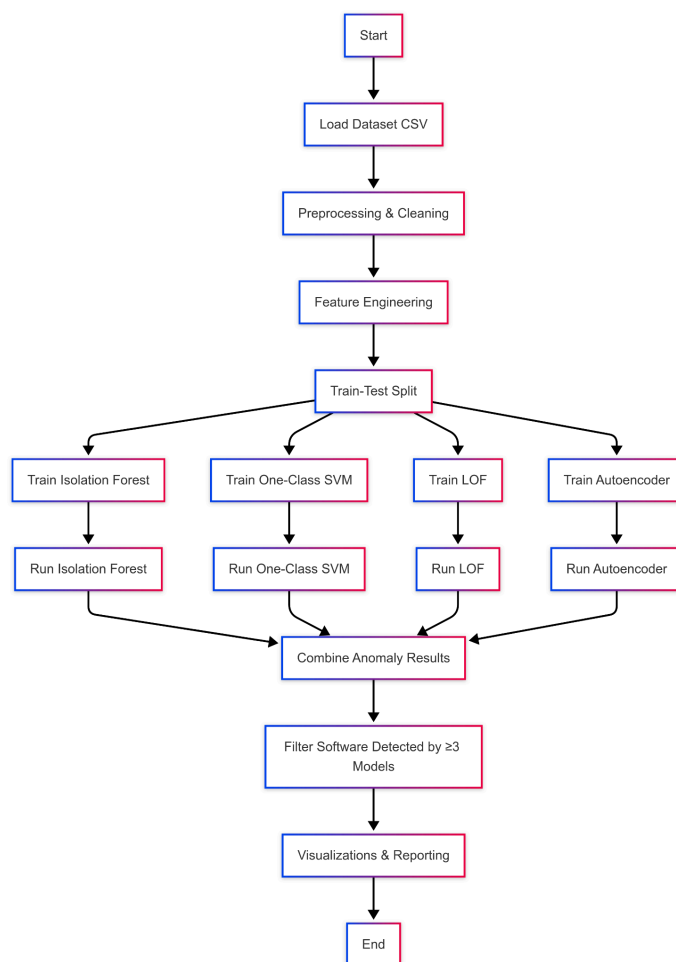 Start
Load Dataset CSV
Preprocessing & Cleaning
Feature Engineering
Train-Test Split
Train Isolation Forest
Train One-Class SVM
Train LOF
Train Autoencoder
Run Isolation Forest
Run One-Class SVM
Run LOF
Run Autoencoder
Combine Anomaly Results
Filter Software Detected by ≥3
Models
Visualizations & Reporting
End